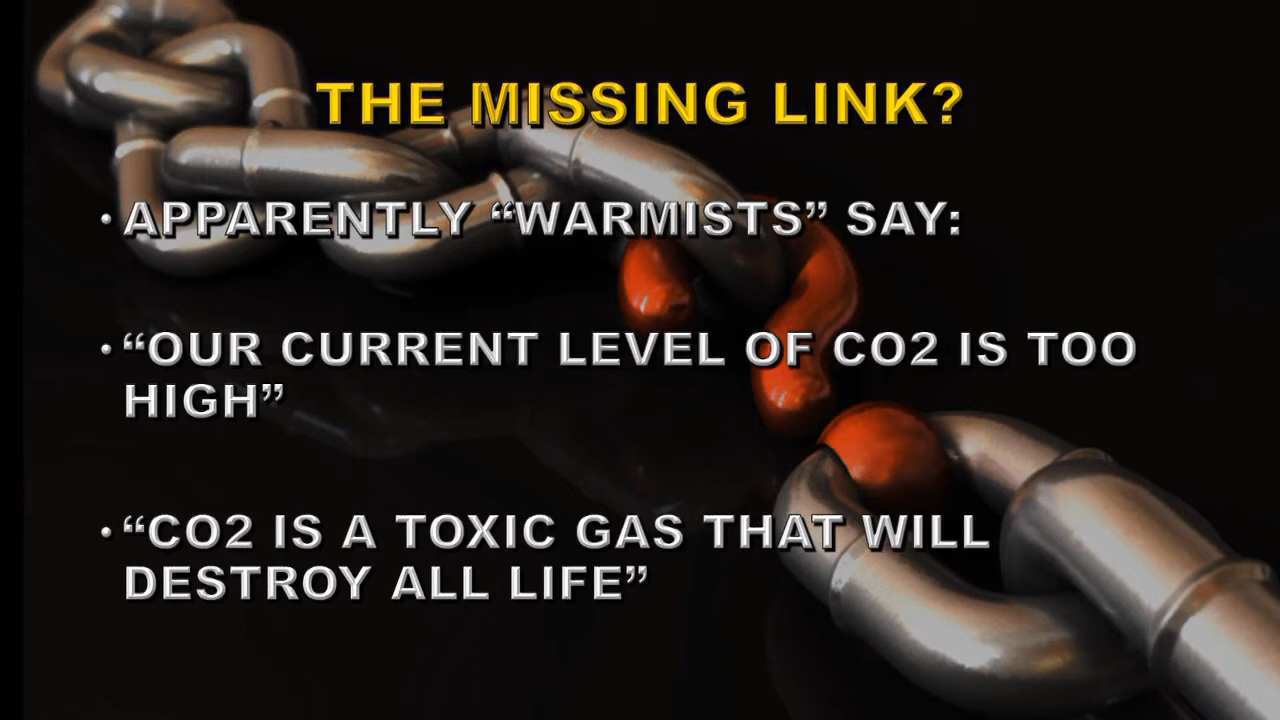 THE MISSING LINK?
• APPARENTLY “WARMISTS” SAY:
• “OUR CURRENT LEVEL OF CO2 IS TOO
HIGH”
• “CO2 IS A TOXIC GAS THAT WILL
DESTROY ALL LIFE”